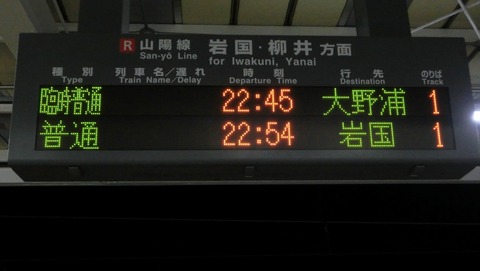 R 山陽線 岩国・柳井 方面
San-yō Line for Iwakuni, Yanai
種別 列車名／遅れ 時刻 行先 のりば
Type Train Name/Delay Departure Time Destination Track
臨時普通 22:45 大野浦 1
普通 22:54 岩国 1